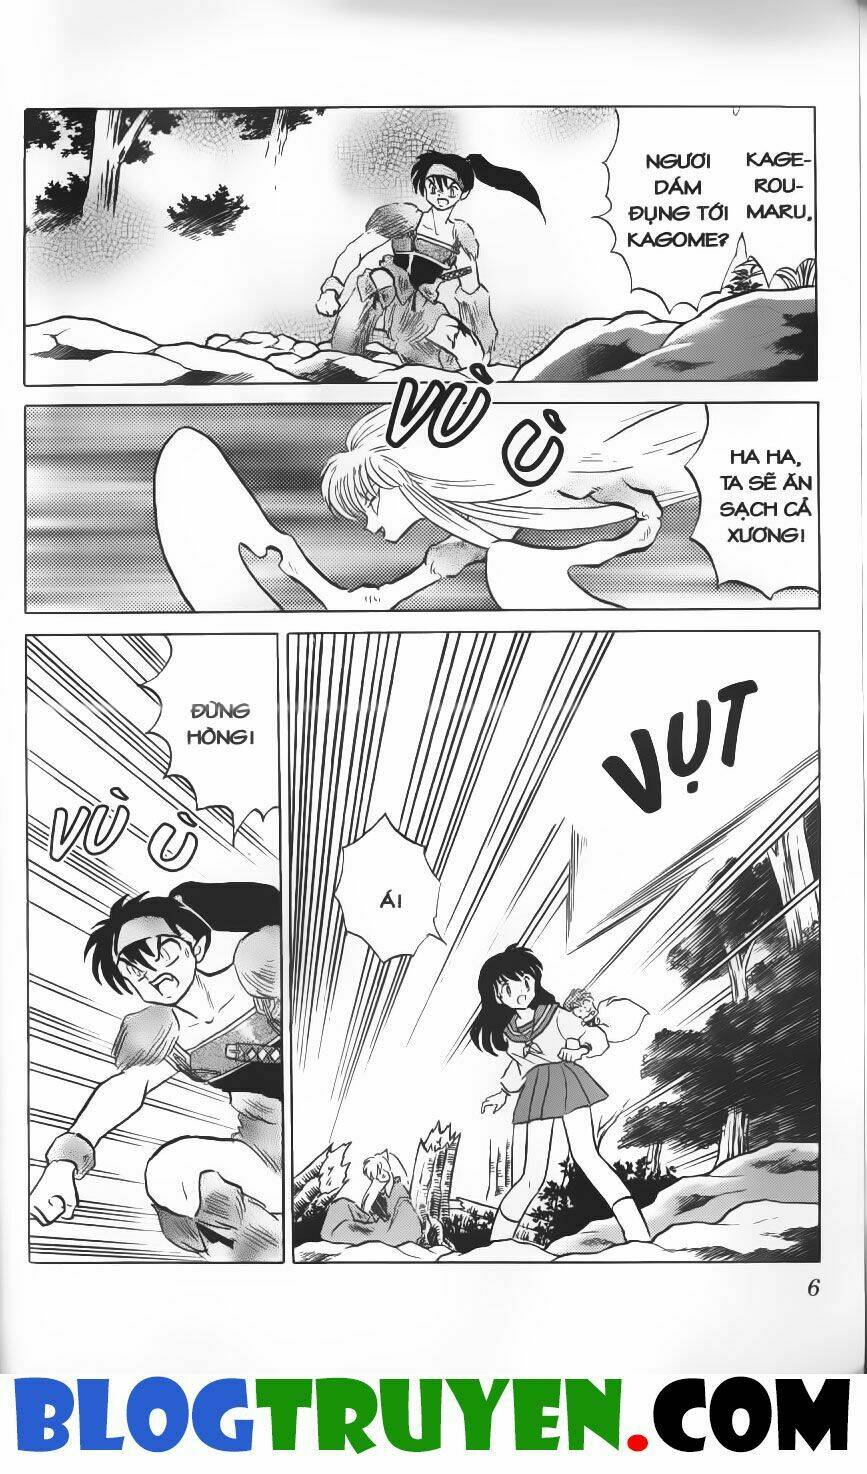 KAGE-
ROU-
MARU,
NGƯƠI
DÁM
ĐỤNG TỚI
KAGOME?
VÙ Ù
HA HA,
TA SẼ ĂN
SẠCH CẢ
XƯƠNG!
ĐỪNG
HÒNG!
VÙ Ù
VỤT
Á!
6
BLOGTRUYEN.COM